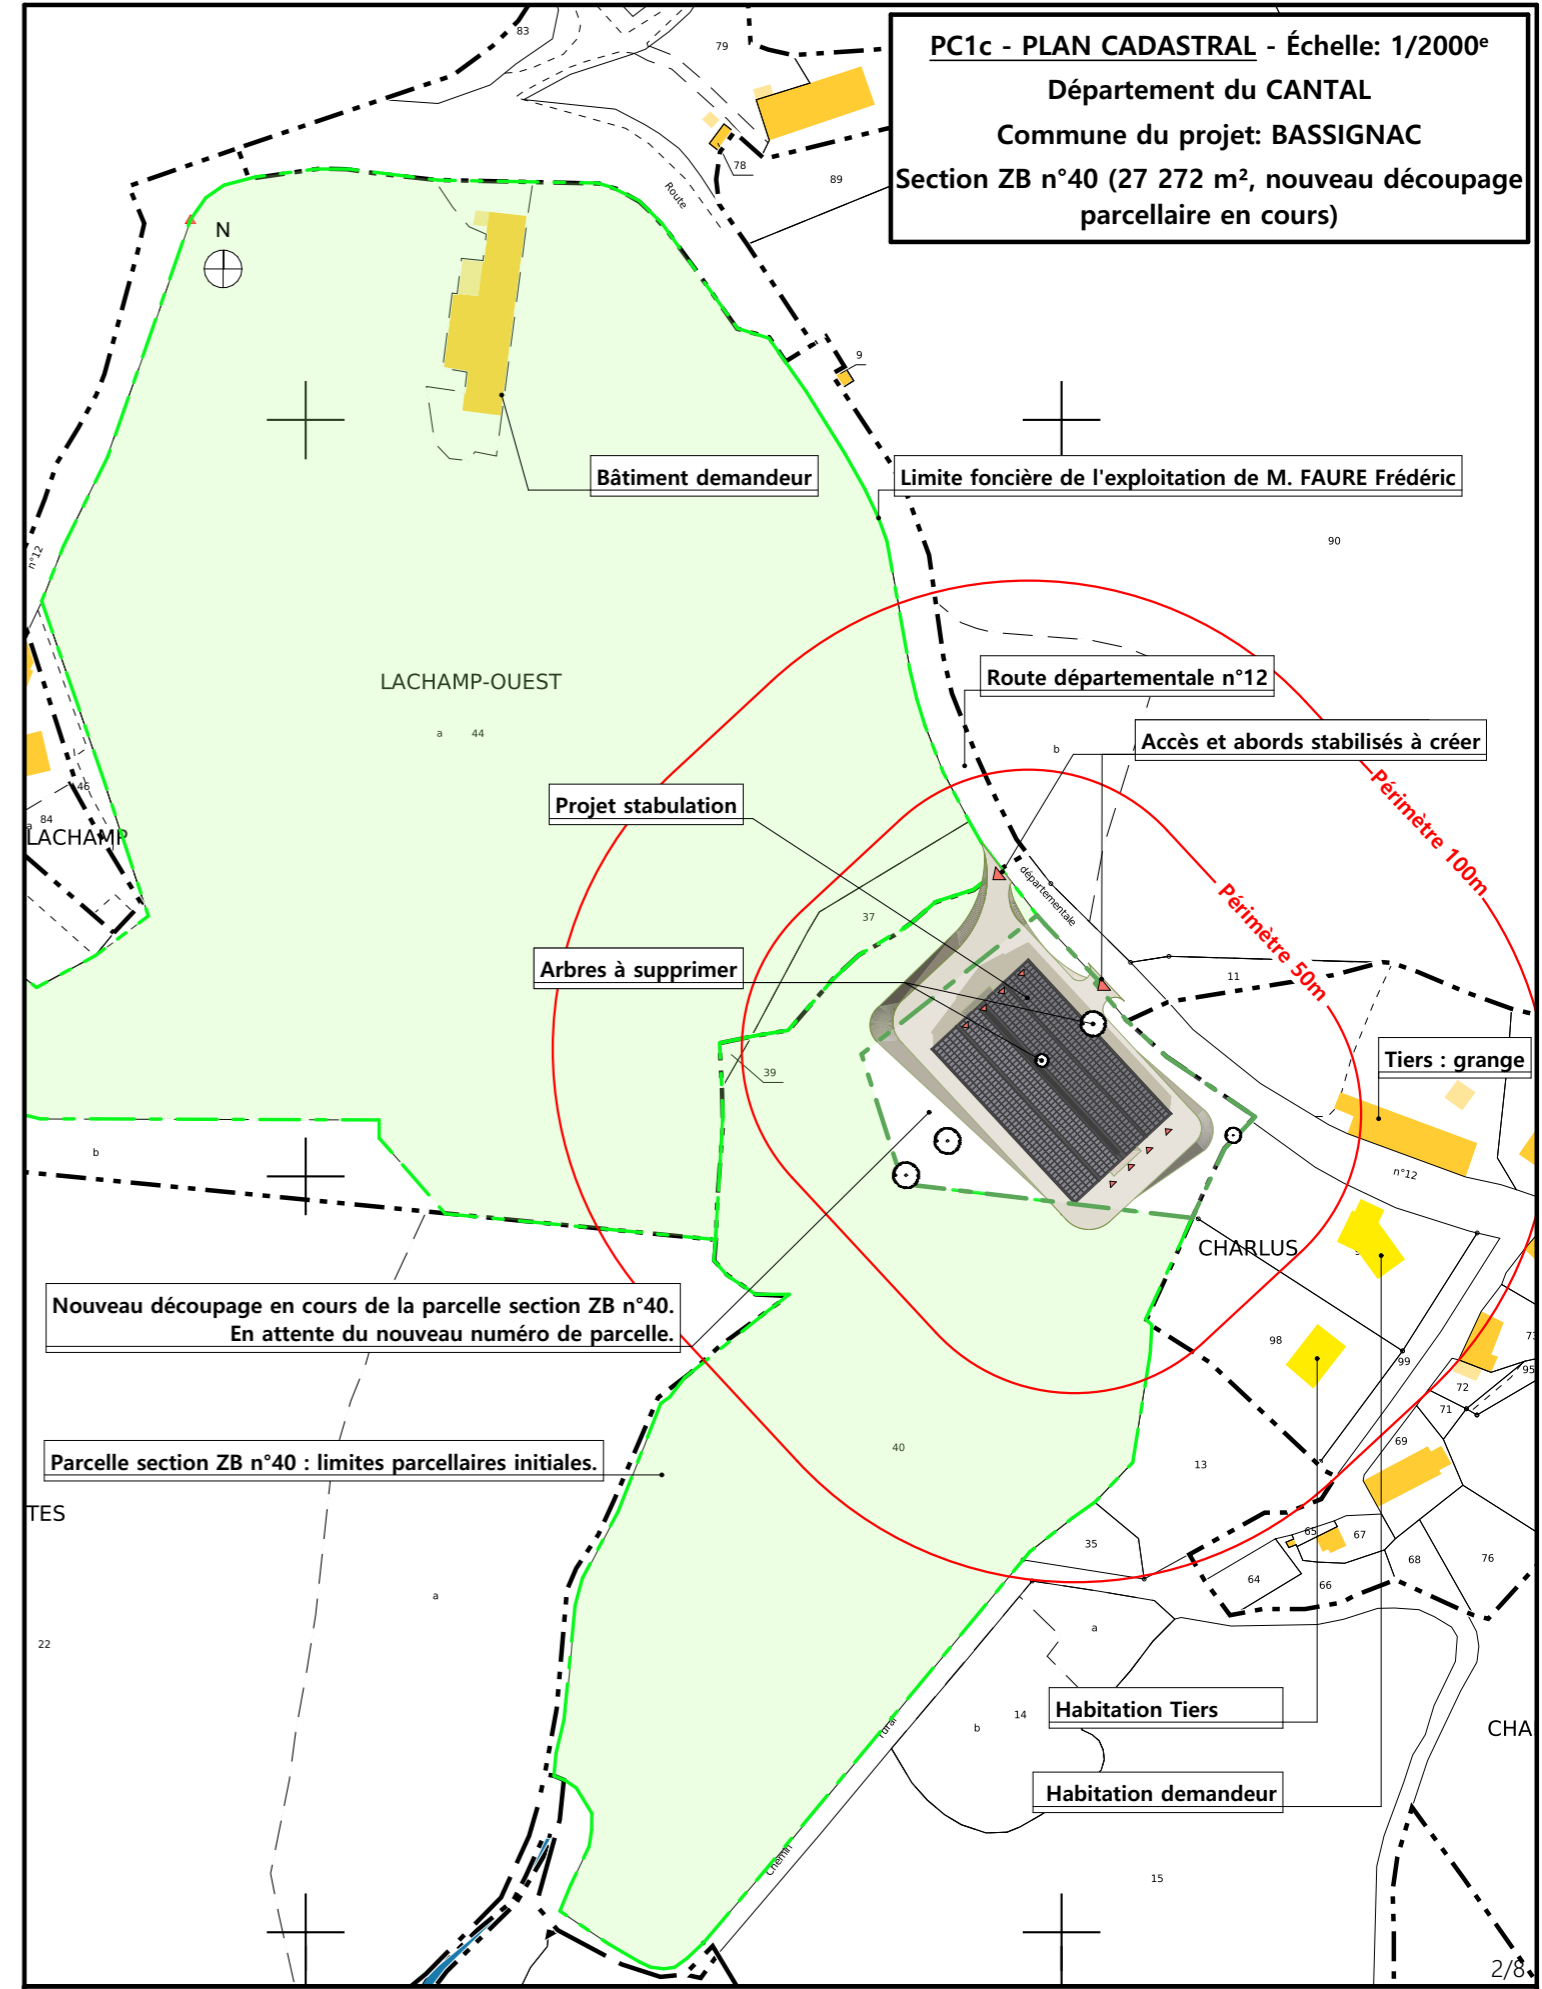 PC1c - PLAN CADASTRAL - Échelle: 1/2000ᵉ
Département du CANTAL
Commune du projet: BASSIGNAC
Section ZB n°40 (27 272 m², nouveau découpage
parcellaire en cours)
83
79
78
89
Route
N
9
Bâtiment demandeur
Limite foncière de l'exploitation de M. FAURE Frédéric
90
n°12
LACHAMP-OUEST
a 44
Route départementale n°12
b
Accès et abords stabilisés à créer
Périmètre 100m
Projet stabulation
46
84
a
LACHAMP
départementale
Périmètre 50m
37
Arbres à supprimer
11
Tiers : grange
39
b
n°12
CHARLUS
Nouveau découpage en cours de la parcelle section ZB n°40.
En attente du nouveau numéro de parcelle.
98
99
73
95
72
71
69
40
Parcelle section ZB n°40 : limites parcellaires initiales.
13
TES
35
65
67
68
76
64
66
a
22
a
Habitation Tiers
14
b
rural
CHA
Habitation demandeur
Chemin
15
2/8